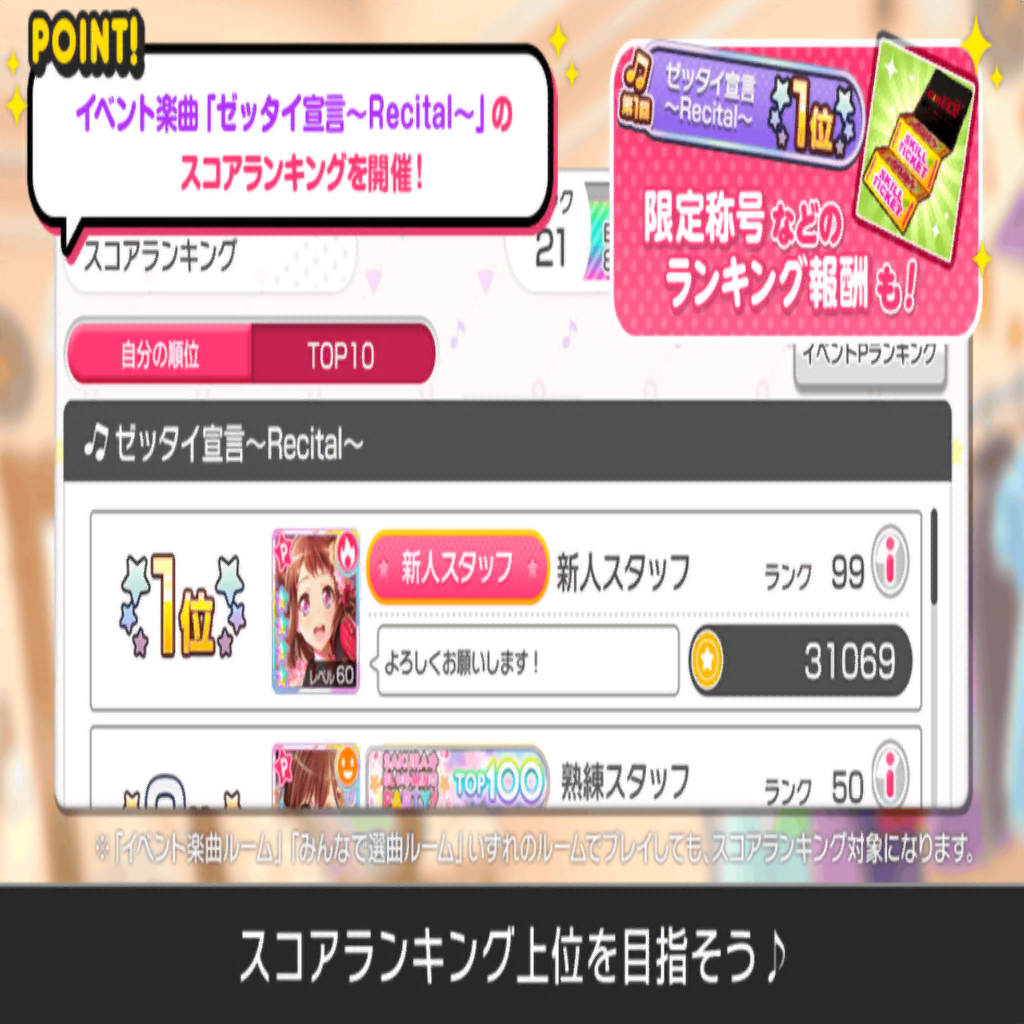 POINT!
イベント楽曲「ゼッタイ宣言～Recital～」の
スコアランキングを開催!
第1回
ゼッタイ宣言
～Recital～
1位
SKILL
TICKET
SKILL
TICKET
限定称号などの
ランキング報酬も!
スコアランキング
21
自分の順位
TOP10
イベントPランキング
ゼッタイ宣言～Recital～
1位
レベル60
新人スタッフ
新人スタッフ
ランク 99
よろしくお願いします!
31069
TOP100
熟練スタッフ
ランク 50
※「イベント楽曲ルーム」「みんなで選曲ルーム」いずれのルームでプレイしても、スコアランキング対象になります。
スコアランキング上位を目指そう♪